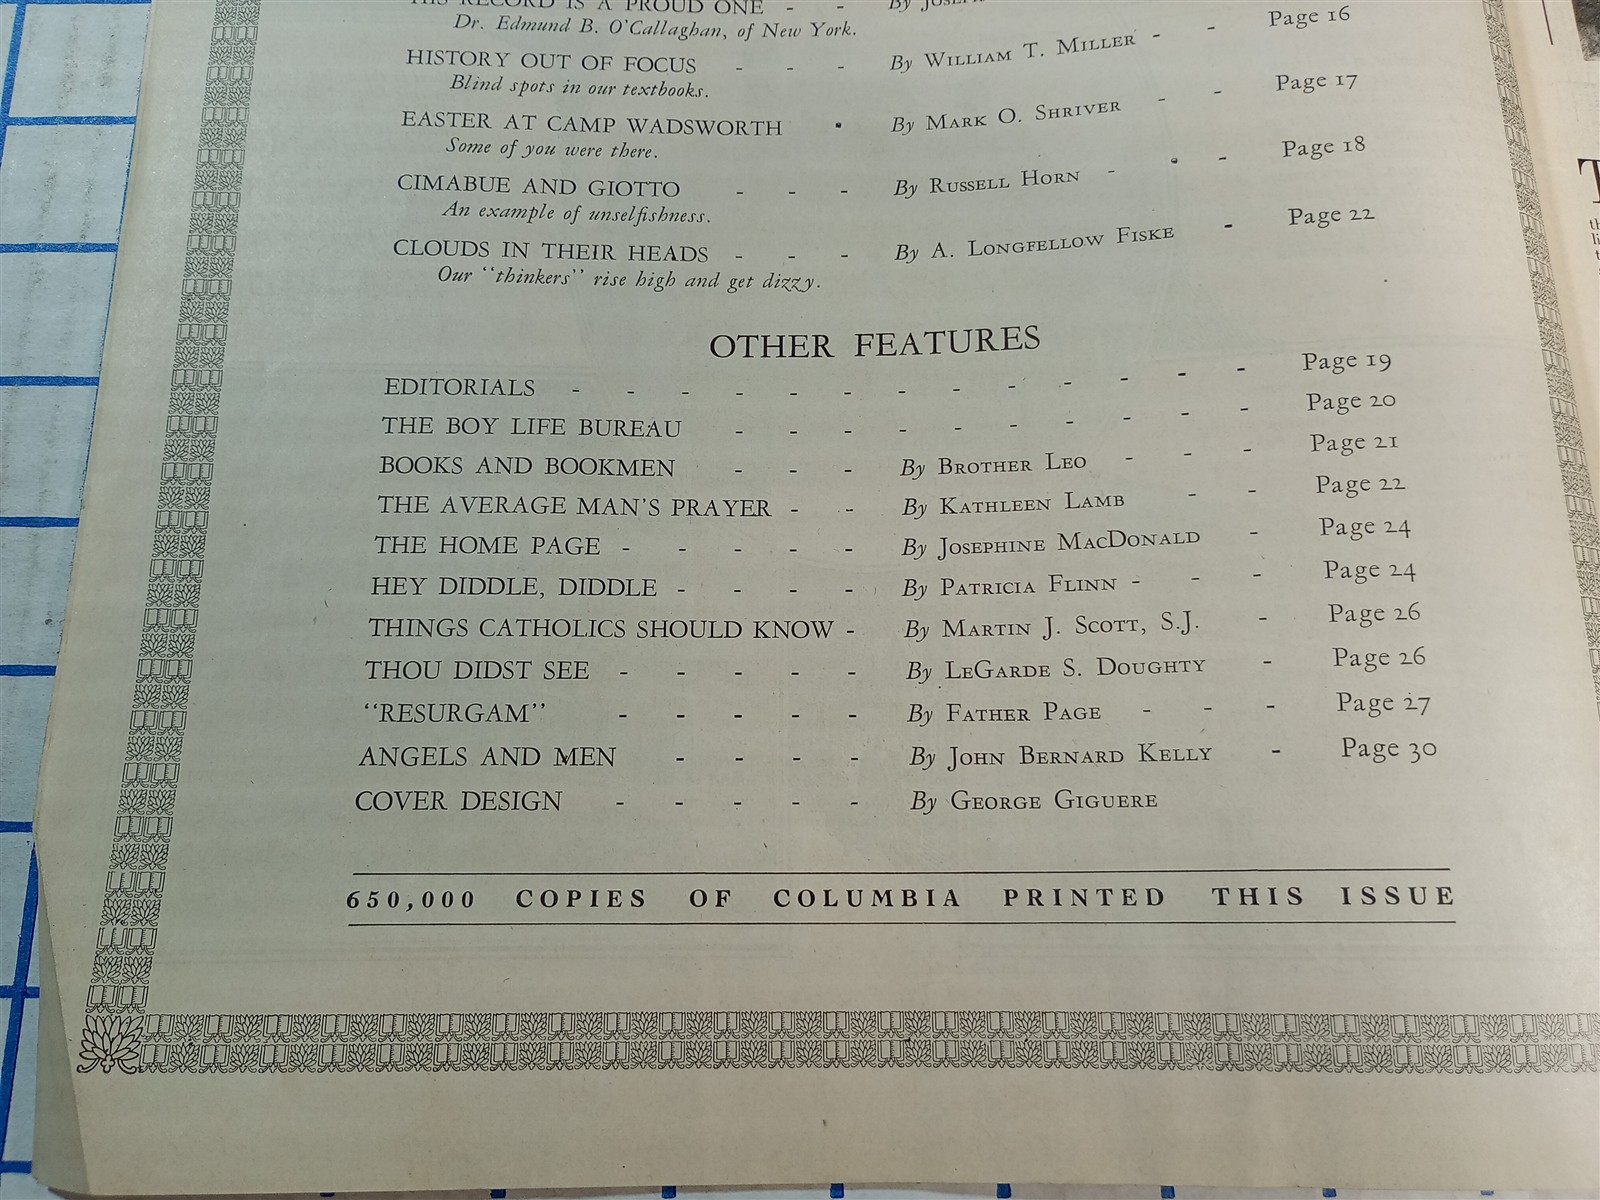 HIS RECORD IS A PROUD ONE - - By
Dr. Edmund B. O'Callaghan, of New York.
HISTORY OUT OF FOCUS - - - By WILLIAM T. MILLER - - Page 16
Blind spots in our textbooks.
EASTER AT CAMP WADSWORTH - By MARK O. SHRIVER - - Page 17
Some of you were there.
CIMABUE AND GIOTTO - - - By RUSSELL HORN - - - Page 18
An example of unselfishness.
CLOUDS IN THEIR HEADS - - - By A. LONGFELLOW FISKE - Page 22
Our "thinkers" rise high and get dizzy.
OTHER FEATURES
EDITORIALS - - - - - - - - - - - - - Page 19
THE BOY LIFE BUREAU - - - - - - - - - - Page 20
BOOKS AND BOOKMEN - - - By BROTHER LEO - - - Page 21
THE AVERAGE MAN'S PRAYER - - By KATHLEEN LAMB - - Page 22
THE HOME PAGE - - - - - By JOSEPHINE MACDONALD - Page 24
HEY DIDDLE, DIDDLE - - - - By PATRICIA FLINN - - - Page 24
THINGS CATHOLICS SHOULD KNOW - By MARTIN J. SCOTT, S.J. - Page 26
THOU DIDST SEE - - - - - By LEGARDE S. DOUGHTY - Page 26
"RESURGAM" - - - - - By FATHER PAGE - - - Page 27
ANGELS AND MEN - - - - By JOHN BERNARD KELLY - Page 30
COVER DESIGN - - - - - By GEORGE GIGUERE
650,000 COPIES OF COLUMBIA PRINTED THIS ISSUE